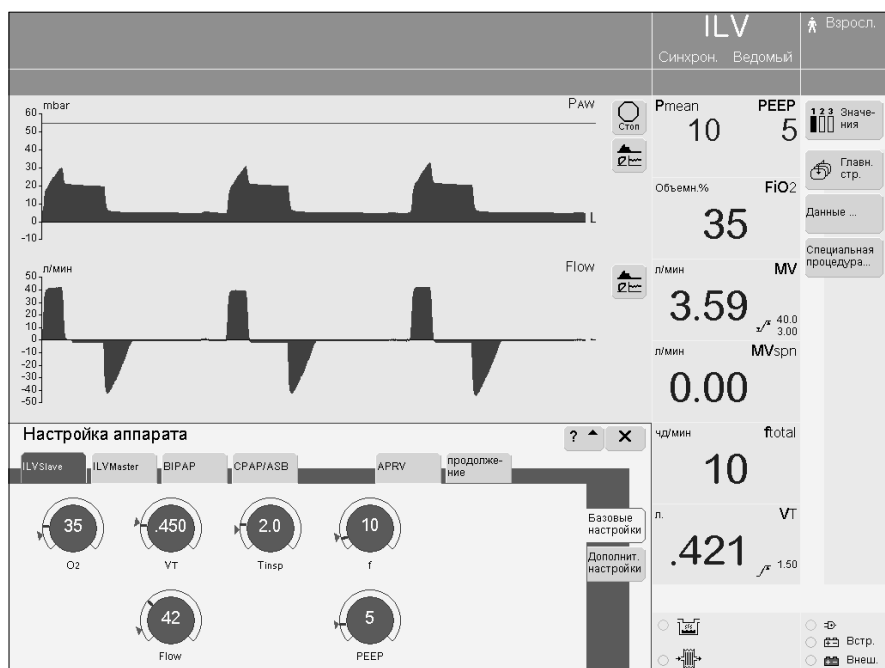 ILV
Взросл.
Синхрон. Ведомый
mbar
Paw
60
50
40
30
20
10
0
-10
L
Стоп
Pmean PEEP
10 5
1 2 3 Значе-
ния
Главн.
стр.
Объемн.% FiO2
35
Данные ...
Специальная
процедура...
л/мин
Flow
50
40
30
20
10
0
-10
-20
-30
-40
-50
л/мин MV
3.59
40.0
3.00
л/мин MVspn
0.00
Настройка аппарата
? X
ILVSlave ILVMaster BIPAP CPAP/ASB APRV продолже-
ние
35 .450 2.0 10
O2 VT Tinsp f
42 5
Flow PEEP
Базовые
настройки
Дополнит.
настройки
чд/мин ftotal
10
л. VT
.421
1.50
Встр.
Внеш.